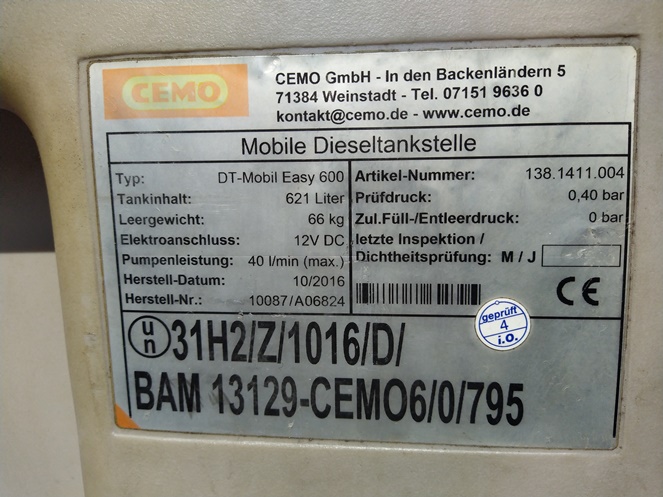 CEMO
CEMO GmbH - In den Backenländern 5
71384 Weinstadt - Tel. 07151 9636 0
kontakt@cemo.de - www.cemo.de
Mobile Dieseltankstelle
Typ: DT-Mobil Easy 600
Tankinhalt: 621 Liter
Leergewicht: 66 kg
Elektroanschluss: 12V DC
Pumpenleistung: 40 l/min (max.)
Herstell-Datum: 10/2016
Herstell-Nr.: 10087/A06824
Artikel-Nummer: 138.1411.004
Prüfdruck: 0,40 bar
Zul.Füll-/Entleerdruck: 0 bar
letzte Inspektion /
Dichtheitsprüfung: M / J
CE
geprüft
4
i.O.
un 31H2/Z/1016/D/
BAM 13129-CEMO6/0/795